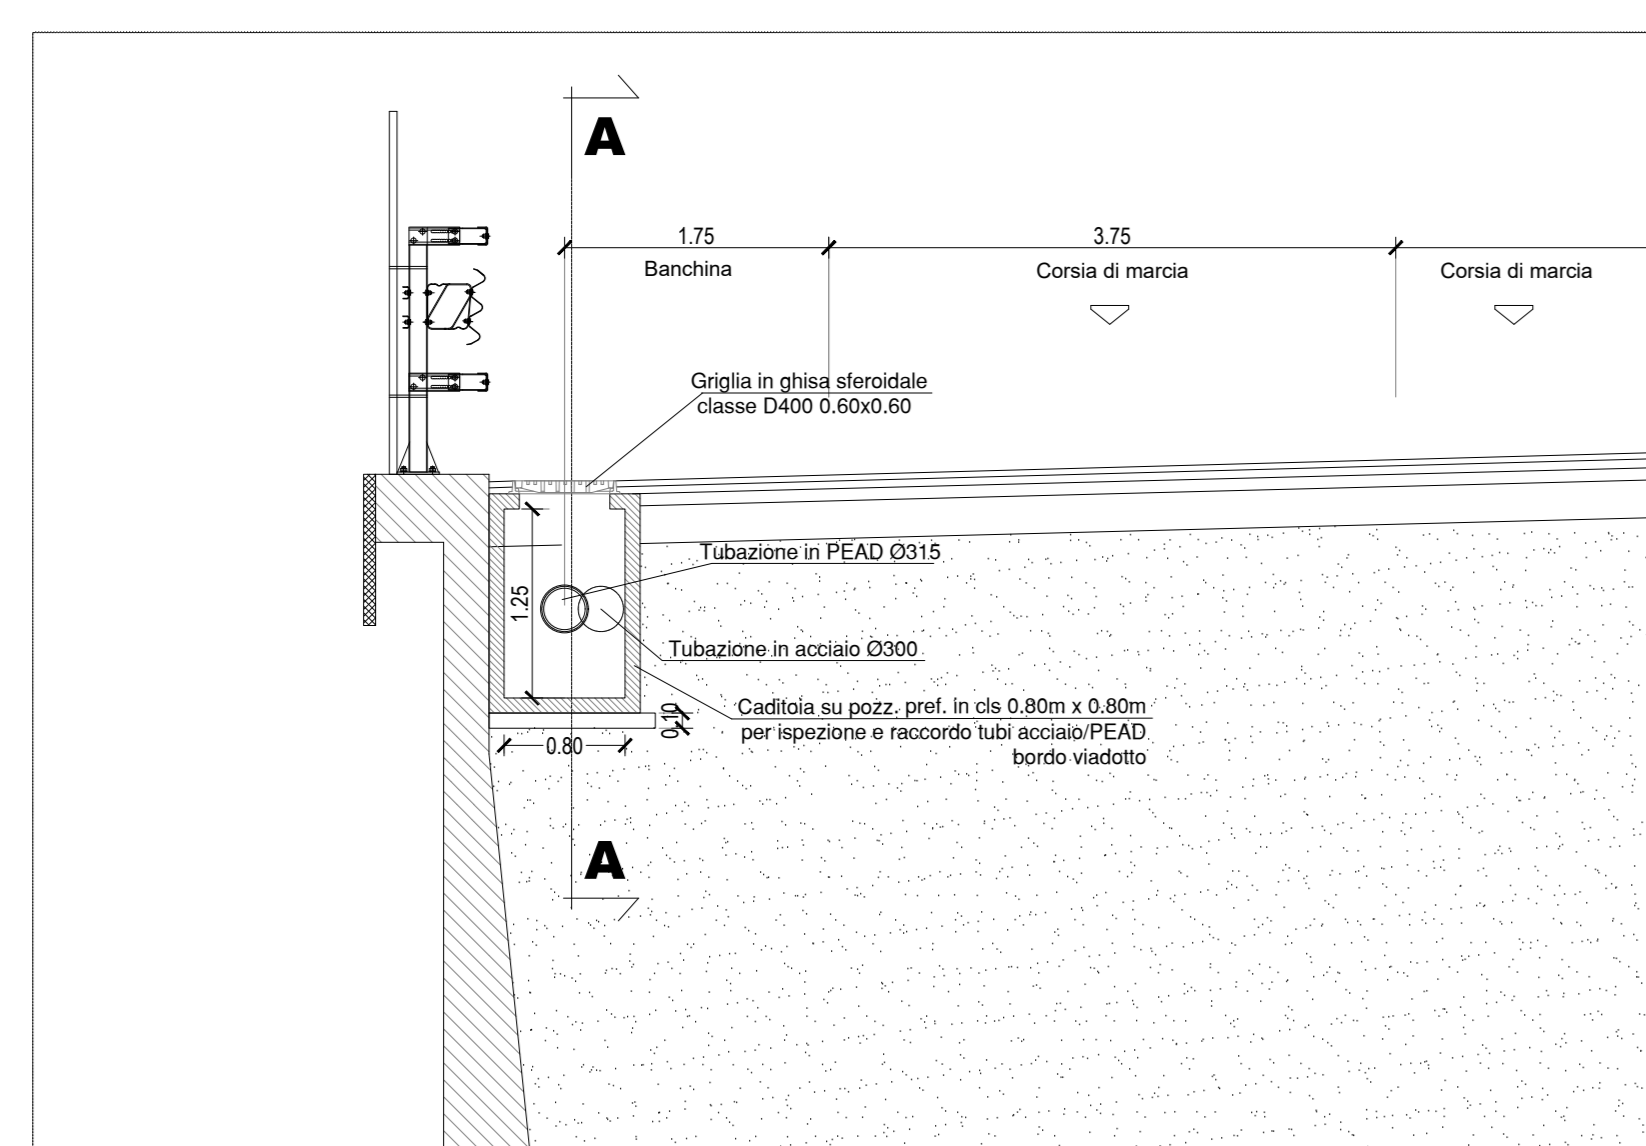 A
1.75
3.75
Banchina
Corsia di marcia
Corsia di marcia
Griglia in ghisa sferoidale
classe D400 0.60x0.60
Tubazione in PEAD Ø315
1.25
Tubazione in acciaio Ø300
Caditoia su pozz. pref. in cls 0.80m x 0.80m
per ispezione e raccordo tubi acciaio/PEAD
bordo viadotto
0.10
0.80
A